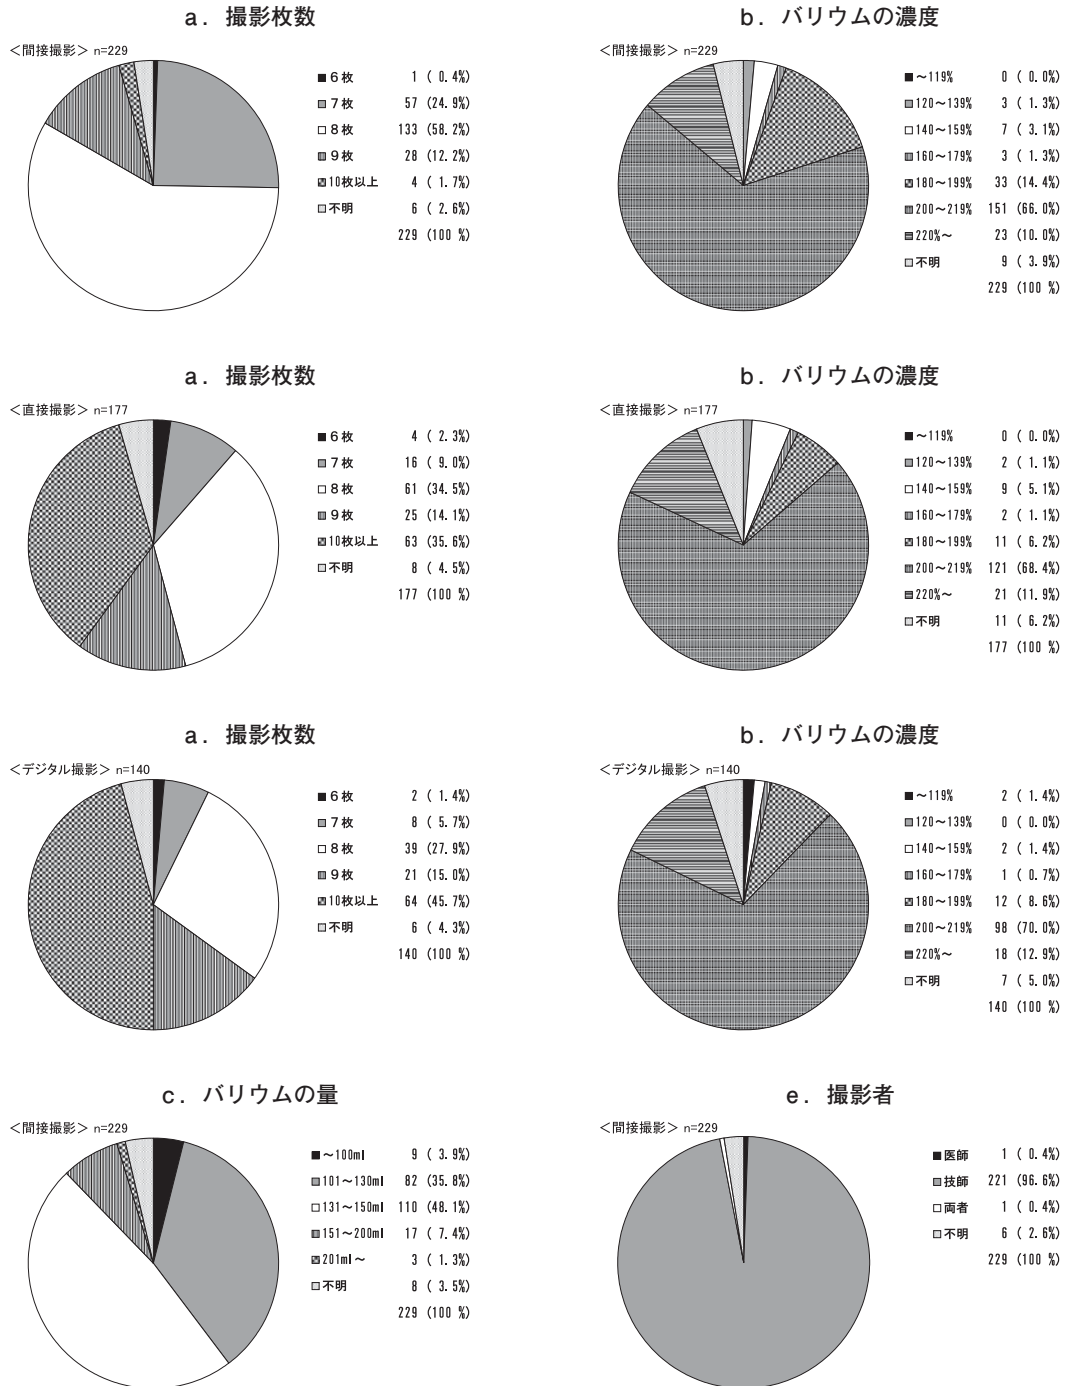 a. 撮影枚数
<間接撮影> n=229
■6枚 1 ( 0.4%)
■7枚 57 (24.9%)
□8枚 133 (58.2%)
▥9枚 28 (12.2%)
▩10枚以上 4 ( 1.7%)
□不明 6 ( 2.6%)
229 (100 %)
b. バリウムの濃度
<間接撮影> n=229
■~119% 0 ( 0.0%)
■120~139% 3 ( 1.3%)
□140~159% 7 ( 3.1%)
▥160~179% 3 ( 1.3%)
▩180~199% 33 (14.4%)
▦200~219% 151 (66.0%)
▤220%~ 23 (10.0%)
□不明 9 ( 3.9%)
229 (100 %)
a. 撮影枚数
<直接撮影> n=177
■6枚 4 ( 2.3%)
■7枚 16 ( 9.0%)
□8枚 61 (34.5%)
▥9枚 25 (14.1%)
▩10枚以上 63 (35.6%)
□不明 8 ( 4.5%)
177 (100 %)
b. バリウムの濃度
<直接撮影> n=177
■~119% 0 ( 0.0%)
■120~139% 2 ( 1.1%)
□140~159% 9 ( 5.1%)
▥160~179% 2 ( 1.1%)
▩180~199% 11 ( 6.2%)
▦200~219% 121 (68.4%)
▤220%~ 21 (11.9%)
□不明 11 ( 6.2%)
177 (100 %)
a. 撮影枚数
<デジタル撮影> n=140
■6枚 2 ( 1.4%)
■7枚 8 ( 5.7%)
□8枚 39 (27.9%)
▥9枚 21 (15.0%)
▩10枚以上 64 (45.7%)
□不明 6 ( 4.3%)
140 (100 %)
b. バリウムの濃度
<デジタル撮影> n=140
■~119% 2 ( 1.4%)
■120~139% 0 ( 0.0%)
□140~159% 2 ( 1.4%)
▥160~179% 1 ( 0.7%)
▩180~199% 12 ( 8.6%)
▦200~219% 98 (70.0%)
▤220%~ 18 (12.9%)
□不明 7 ( 5.0%)
140 (100 %)
c. バリウムの量
<間接撮影> n=229
■~100ml 9 ( 3.9%)
■101~130ml 82 (35.8%)
□131~150ml 110 (48.1%)
▥151~200ml 17 ( 7.4%)
▩201ml~ 3 ( 1.3%)
□不明 8 ( 3.5%)
229 (100 %)
e. 撮影者
<間接撮影> n=229
■医師 1 ( 0.4%)
■技師 221 (96.6%)
□両者 1 ( 0.4%)
□不明 6 ( 2.6%)
229 (100 %)